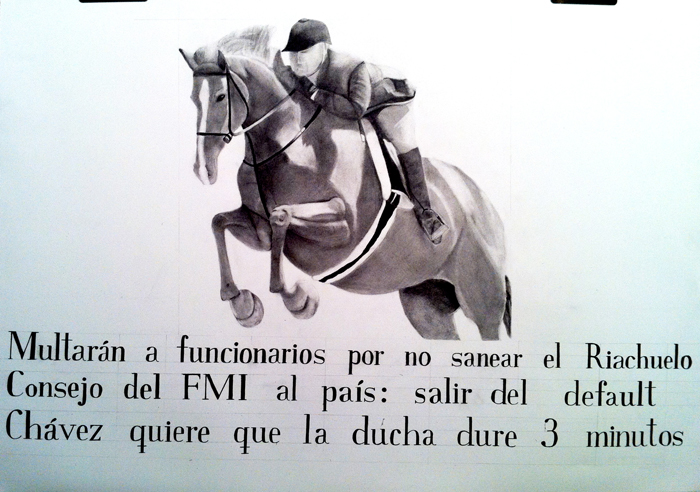 Multarán a funcionarios por no sanear el Riachuelo
Consejo del FMI al país: salir del default
Chávez quiere que la dúcha dure 3 minutos